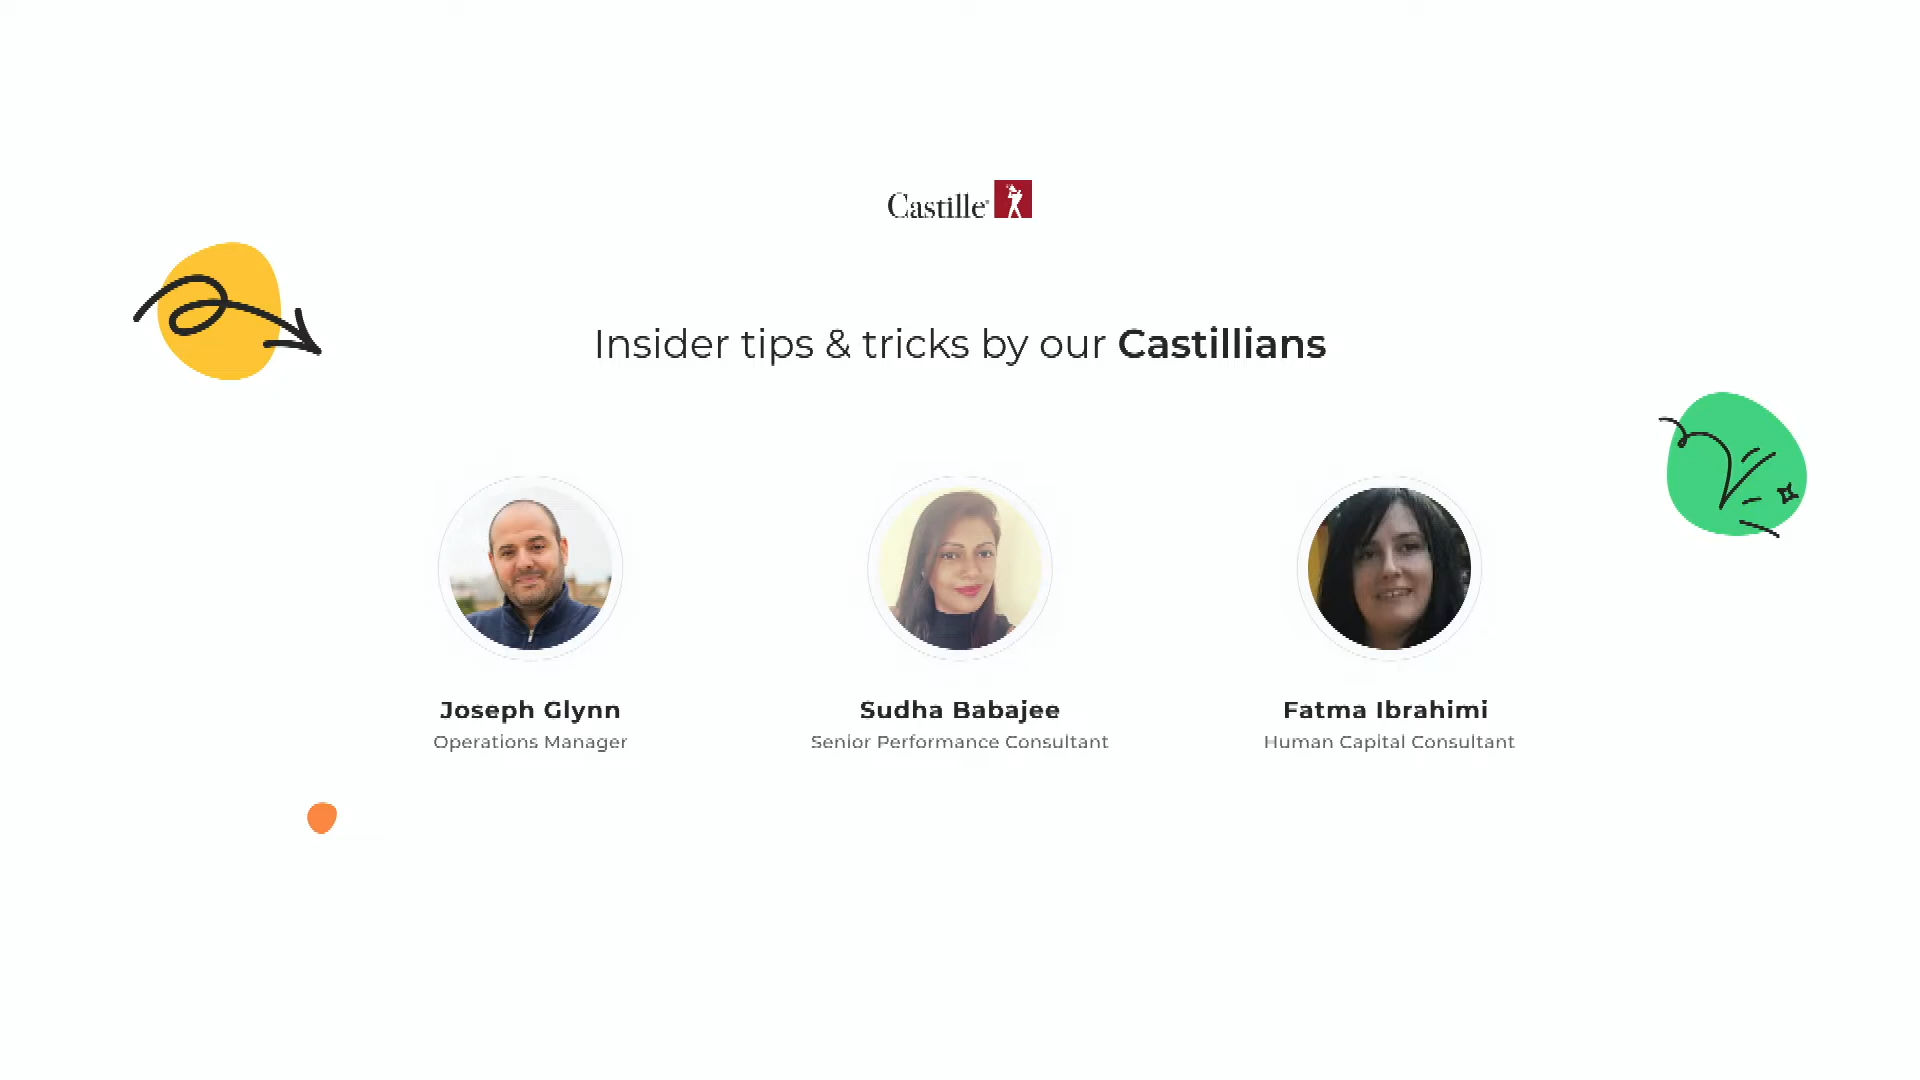 Castille
Insider tips & tricks by our Castillians
Joseph Glynn
Operations Manager
Sudha Babajee
Senior Performance Consultant
Fatma Ibrahimi
Human Capital Consultant